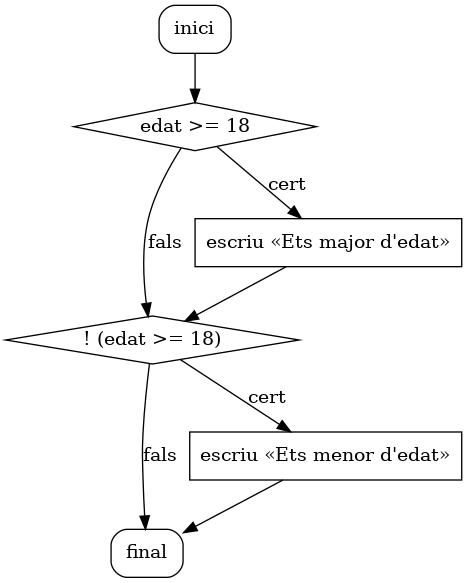 inici
edat >= 18
cert
fals
escriu «Ets major d'edat»
! (edat >= 18)
cert
fals
escriu «Ets menor d'edat»
final